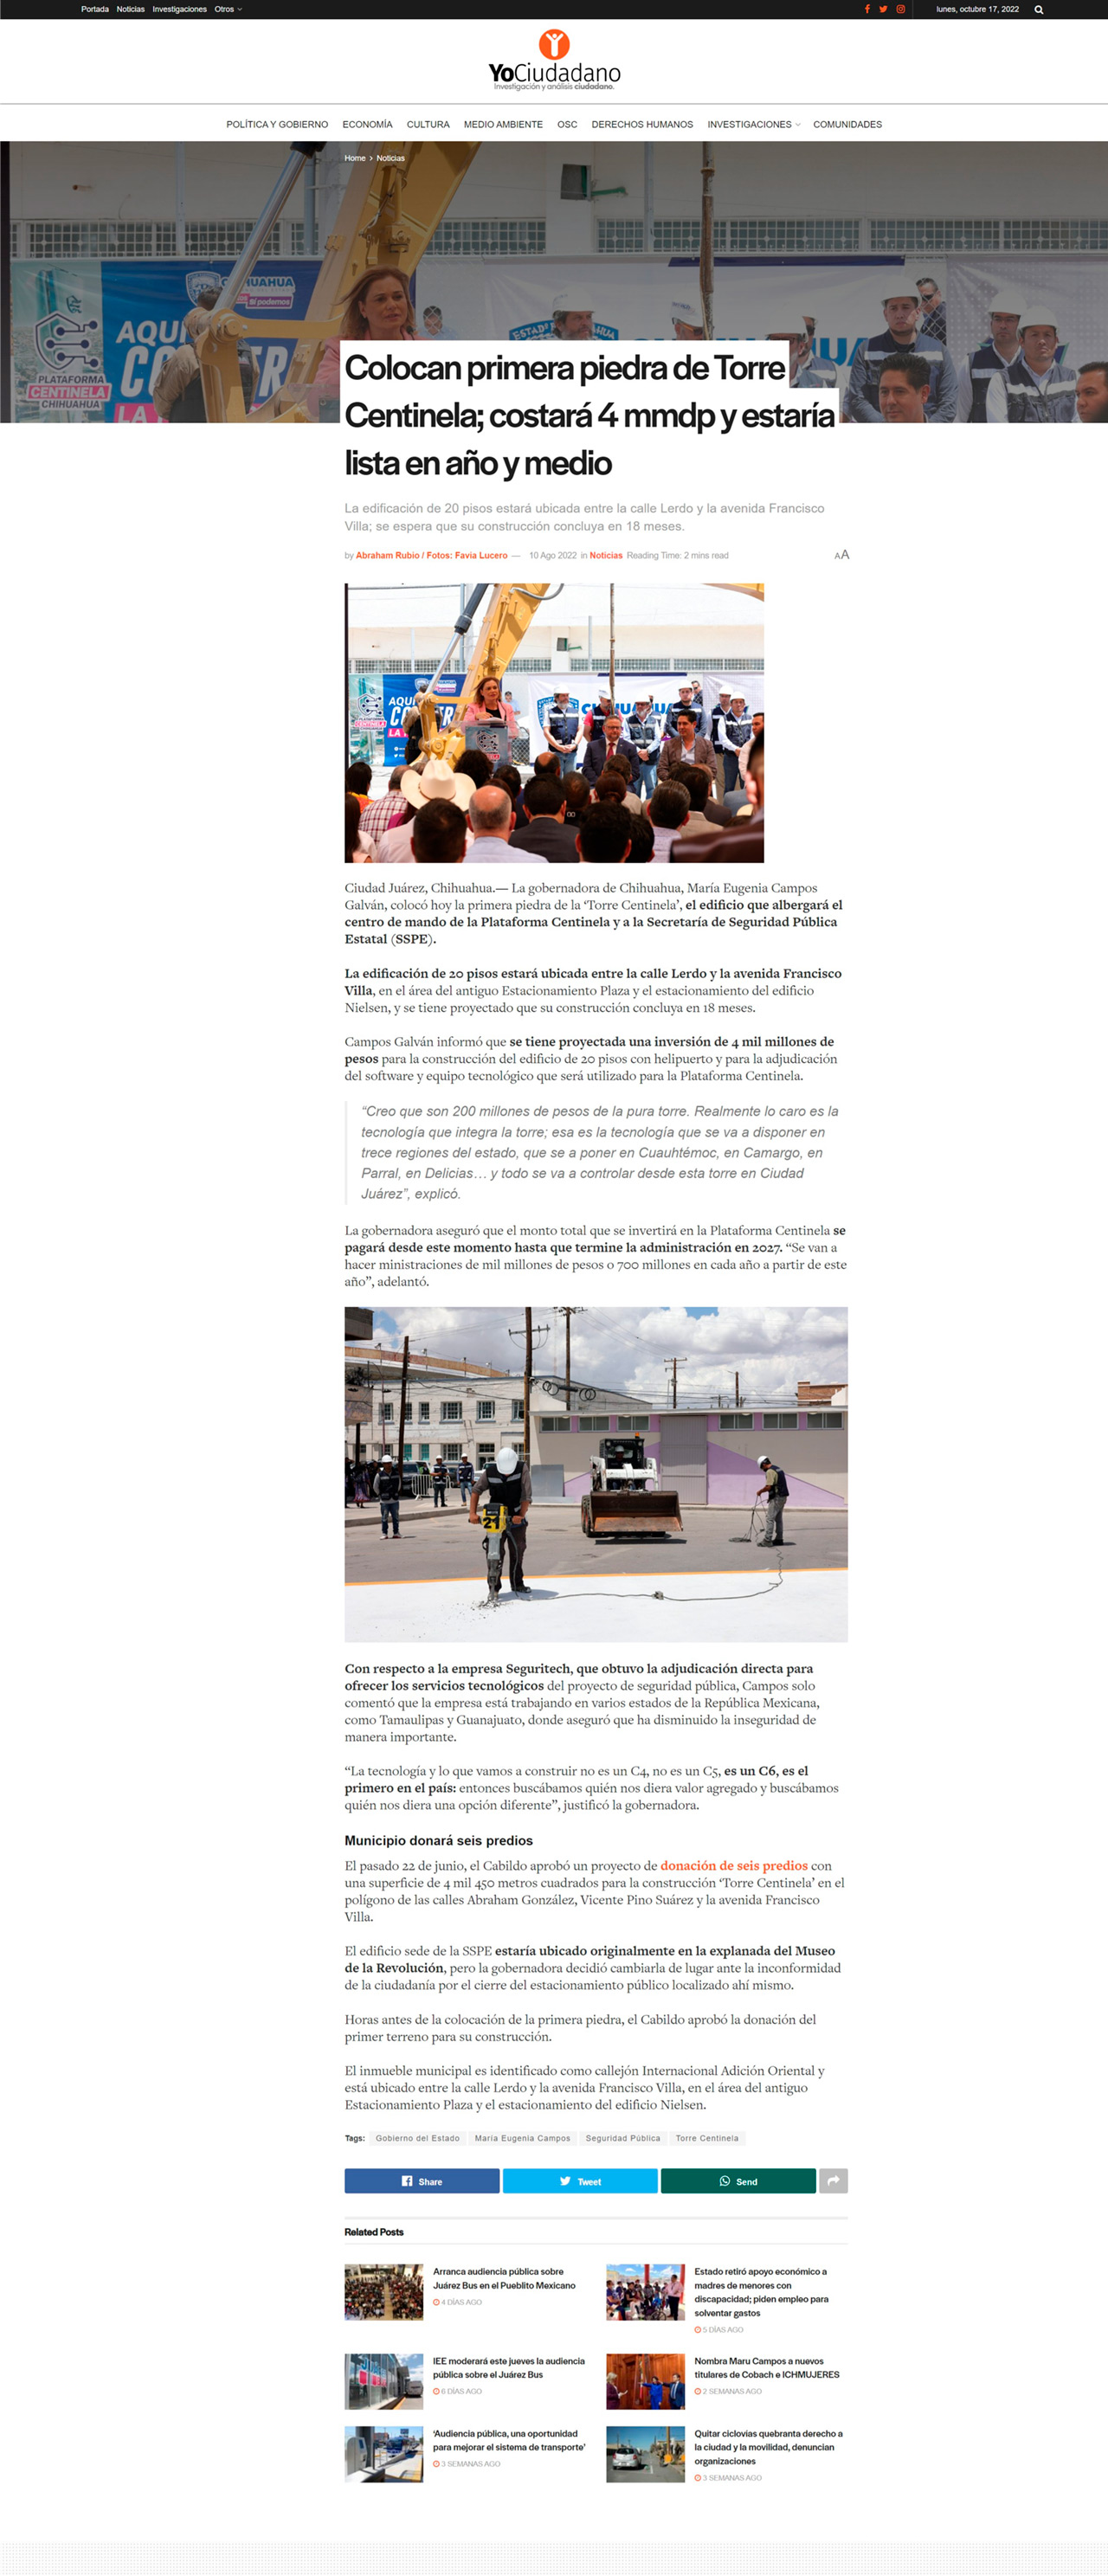 Portada Noticias Investigaciones Otros
lunes, octubre 17, 2022
YoCiudadano
Investigación y análisis ciudadano.
POLÍTICA Y GOBIERNO ECONOMÍA CULTURA MEDIO AMBIENTE OSC DERECHOS HUMANOS INVESTIGACIONES COMUNIDADES
Home > Noticias
PLATAFORMA
CENTINELA
CHIHUAHUA
Colocan primera piedra de Torre
Centinela; costará 4 mmdp y estaría
lista en año y medio
La edificación de 20 pisos estará ubicada entre la calle Lerdo y la avenida Francisco
Villa; se espera que su construcción concluya en 18 meses.
by Abraham Rubio / Fotos: Favia Lucero — 10 Ago 2022 in Noticias Reading Time: 2 mins read
AA
Ciudad Juárez, Chihuahua.— La gobernadora de Chihuahua, María Eugenia Campos
Galván, colocó hoy la primera piedra de la ‘Torre Centinela’, el edificio que albergará el
centro de mando de la Plataforma Centinela y a la Secretaría de Seguridad Pública
Estatal (SSPE).
La edificación de 20 pisos estará ubicada entre la calle Lerdo y la avenida Francisco
Villa, en el área del antiguo Estacionamiento Plaza y el estacionamiento del edificio
Nielsen, y se tiene proyectado que su construcción concluya en 18 meses.
Campos Galván informó que se tiene proyectada una inversión de 4 mil millones de
pesos para la construcción del edificio de 20 pisos con helipuerto y para la adjudicación
del software y equipo tecnológico que será utilizado para la Plataforma Centinela.
“Creo que son 200 millones de pesos de la pura torre. Realmente lo caro es la
tecnología que integra la torre; esa es la tecnología que se va a disponer en
trece regiones del estado, que se a poner en Cuauhtémoc, en Camargo, en
Parral, en Delicias… y todo se va a controlar desde esta torre en Ciudad
Juárez”, explicó.
La gobernadora aseguró que el monto total que se invertirá en la Plataforma Centinela se
pagará desde este momento hasta que termine la administración en 2027. “Se van a
hacer ministraciones de mil millones de pesos o 700 millones en cada año a partir de este
año”, adelantó.
Con respecto a la empresa Seguritech, que obtuvo la adjudicación directa para
ofrecer los servicios tecnológicos del proyecto de seguridad pública, Campos solo
comentó que la empresa está trabajando en varios estados de la República Mexicana,
como Tamaulipas y Guanajuato, donde aseguró que ha disminuido la inseguridad de
manera importante.
“La tecnología y lo que vamos a construir no es un C4, no es un C5, es un C6, es el
primero en el país: entonces buscábamos quién nos diera valor agregado y buscábamos
quién nos diera una opción diferente”, justificó la gobernadora.
Municipio donará seis predios
El pasado 22 de junio, el Cabildo aprobó un proyecto de donación de seis predios con
una superficie de 4 mil 450 metros cuadrados para la construcción ‘Torre Centinela’ en el
polígono de las calles Abraham González, Vicente Pino Suárez y la avenida Francisco
Villa.
El edificio sede de la SSPE estaría ubicado originalmente en la explanada del Museo
de la Revolución, pero la gobernadora decidió cambiarla de lugar ante la inconformidad
de la ciudadanía por el cierre del estacionamiento público localizado ahí mismo.
Horas antes de la colocación de la primera piedra, el Cabildo aprobó la donación del
primer terreno para su construcción.
El inmueble municipal es identificado como callejón Internacional Adición Oriental y
está ubicado entre la calle Lerdo y la avenida Francisco Villa, en el área del antiguo
Estacionamiento Plaza y el estacionamiento del edificio Nielsen.
Tags: Gobierno del Estado María Eugenia Campos Seguridad Pública Torre Centinela
Share Tweet Send
Related Posts
Arranca audiencia pública sobre
Juárez Bus en el Pueblito Mexicano
4 DÍAS AGO
Estado retiró apoyo económico a
madres de menores con
discapacidad; piden empleo para
solventar gastos
5 DÍAS AGO
IEE moderará este jueves la audiencia
pública sobre el Juárez Bus
6 DÍAS AGO
Nombra Maru Campos a nuevos
titulares de Cobach e ICHMUJERES
2 SEMANAS AGO
‘Audiencia pública, una oportunidad
para mejorar el sistema de transporte’
3 SEMANAS AGO
Quitar ciclovías quebranta derecho a
la ciudad y la movilidad, denuncian
organizaciones
3 SEMANAS AGO